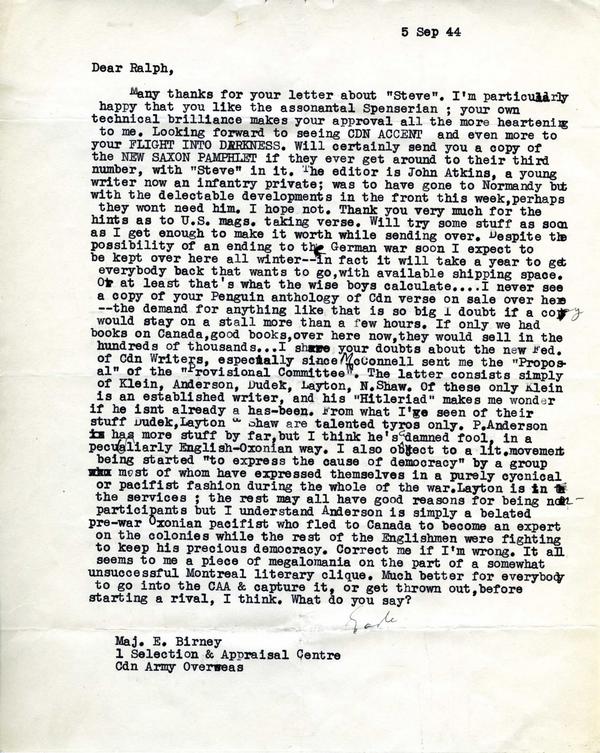 5 Sep 44
Dear Ralph,
Many thanks for your letter about "Steve". I'm particularly
happy that you like the assonantal Spenserian ; your own
technical brilliance makes your approval all the more heartening
to me. Looking forward to seeing CDN ACCENT and even more to
your FLIGHT INTO DARKNESS. Will certainly send you a copy of
the NEW SAXON PAMPHLET if they ever get around to their third
number, with "Steve" in it. The editor is John Atkins, a young
writer now an infantry private; was to have gone to Normandy but
with the delectable developments in the front this week,perhaps
they wont need him. I hope not. Thank you very much for the
hints as to U.S. mags. taking verse. Will try some stuff as soon
as I get enough to make it worth while sending over. Despite the
possibility of an ending to the German war soon I expect to
be kept over here all winter--in fact it will take a year to get
everybody back that wants to go,with available shipping space.
Or at least that's what the wise boys calculate....I never see
a copy of your Penguin anthology of Cdn verse on sale over here
--the demand for anything like that is so big I doubt if a copy
would stay on a stall more than a few hours. If only we had
books on Canada,good books,over here now,they would sell in the
hundreds of thousands...I share your doubts about the new Fed.
of Cdn Writers, especially since McConnell sent me the "Propos-
al" of the "Provisional Committee". The latter consists simply
of Klein, Anderson, Dudek, Layton, N.Shaw. Of these only Klein
is an established writer, and his "Hitleriad" makes me wonder
if he isnt already a has-been. From what I've seen of their
stuff Dudek,Layton & Shaw are talented tyros only. P.Anderson
has more stuff by far,but I think he's a damned fool, in a
peculiarly English-Oxonian way. I also object to a lit.movement
being started "to express the cause of democracy" by a group
most of whom have expressed themselves in a purely cynical
or pacifist fashion during the whole of the war.Layton is in
the services ; the rest may all have good reasons for being non-
participants but I understand Anderson is simply a belated
pre-war Oxonian pacifist who fled to Canada to become an expert
on the colonies while the rest of the Englishmen were fighting
to keep his precious democracy. Correct me if I'm wrong. It all
seems to me a piece of megalomania on the part of a somewhat
unsuccessful Montreal literary clique. Much better for everybody
to go into the CAA & capture it, or get thrown out,before
starting a rival, I think. What do you say?
Earle
Maj. E. Birney
1 Selection & Appraisal Centre
Cdn Army Overseas